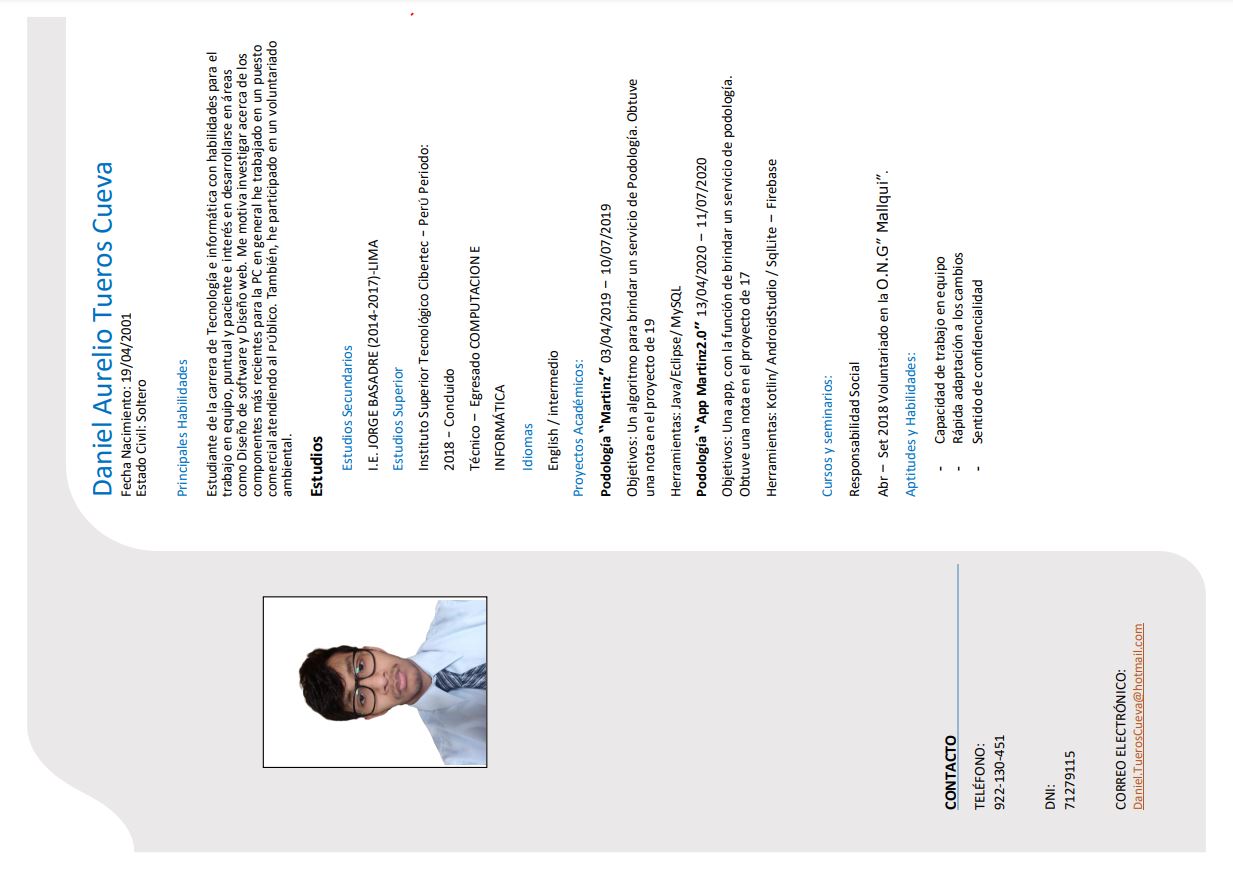 Daniel Aurelio Tueros Cueva
Fecha Nacimiento: 19/04/2001
Estado Civil: Soltero
Principales Habilidades
Estudiante de la carrera de Tecnología e informática con habilidades para el
trabajo en equipo, puntual y paciente e interés en desarrollarse en áreas
como Diseño de software y Diseño web. Me motiva investigar acerca de los
componentes más recientes para la PC en general he trabajado en un puesto
comercial atendiendo al PÚblico. También, he participado en un voluntariado
ambiental.
Estudios
Estudios Secundarios
I.E. JORGE BASADRE (2014-2017)-LIMA
Estudios Superior
Instituto Superior Tecnológico Cibertec – Perú Periodo:
2018 – Concluido
Técnico – Egresado COMPUTACION E
INFORMÁTICA
Idiomas
English / intermedio
Proyectos Académicos:
Podología “Martinz” 03/04/2019 – 10/07/2019
Objetivos: Un algoritmo para brindar un servicio de Podología. Obtuve
una nota en el proyecto de 19
Herramientas: Java/Eclipse/ MySQL
Podología “App Martinz2.0” 13/04/2020 – 11/07/2020
Objetivos: Una app, con la función de brindar un servicio de podología.
Obtuve una nota en el proyecto de 17
Herramientas: Kotlin/ AndroidStudio / SqlLite – Firebase
Cursos y seminarios:
Responsabilidad Social
Abr – Set 2018 Voluntariado en la O.N.G” Mallqui”.
Aptitudes y Habilidades:
- Capacidad de trabajo en equipo
- Rápida adaptación a los cambios
- Sentido de confidencialidad
CONTACTO
TELÉFONO:
922-130-451
DNI:
71279115
CORREO ELECTRÓNICO:
Daniel.TuerosCueva@hotmail.com